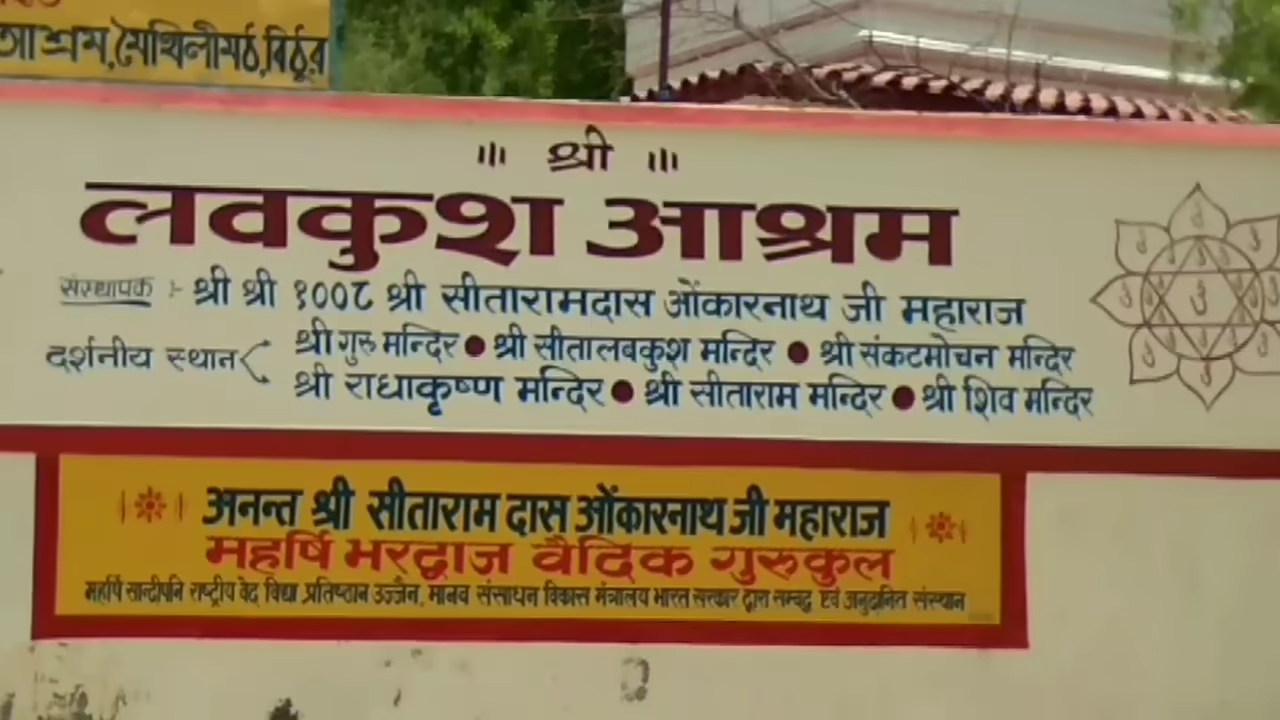 आश्रम, मैथिलीमठ, बिठूर
॥। श्री ॥।
लवकुश आश्रम
संस्थापक :- श्री श्री १००८ श्री सीतारामदास ओंकारनाथ जी महाराज
दर्शनीय स्थान
श्री गुरु मन्दिर ● श्री सीतालवकुश मन्दिर ● श्री संकटमोचन मन्दिर
श्री राधाकृष्ण मन्दिर ● श्री सीताराम मन्दिर ● श्री शिव मन्दिर
अनन्त श्री सीताराम दास ओंकारनाथ जी महाराज
महर्षि भरद्वाज वैदिक गुरुकुल
महर्षि सान्दीपनि राष्ट्रीय वेद विद्या प्रतिष्ठान उज्जैन, मानव संसाधन विकास मंत्रालय भारत सरकार द्वारा सम्बद्ध एवं अनुदानित संस्थान